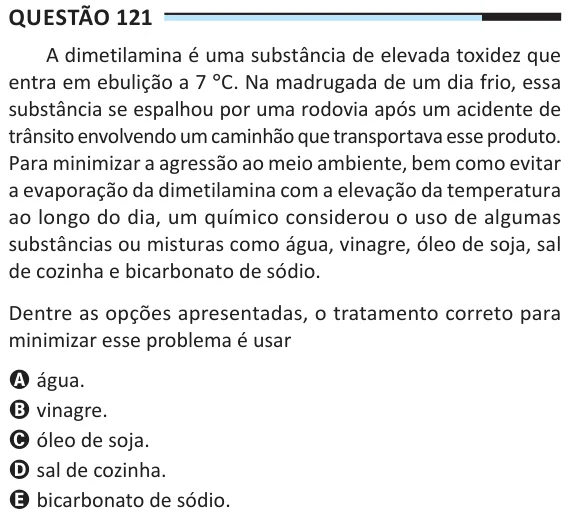 QUESTÃO 121
A dimetilamina é uma substância de elevada toxidez que
entra em ebulição a 7 °C. Na madrugada de um dia frio, essa
substância se espalhou por uma rodovia após um acidente de
trânsito envolvendo um caminhão que transportava esse produto.
Para minimizar a agressão ao meio ambiente, bem como evitar
a evaporação da dimetilamina com a elevação da temperatura
ao longo do dia, um químico considerou o uso de algumas
substâncias ou misturas como água, vinagre, óleo de soja, sal
de cozinha e bicarbonato de sódio.
Dentre as opções apresentadas, o tratamento correto para
minimizar esse problema é usar
A água.
B vinagre.
C óleo de soja.
D sal de cozinha.
E bicarbonato de sódio.